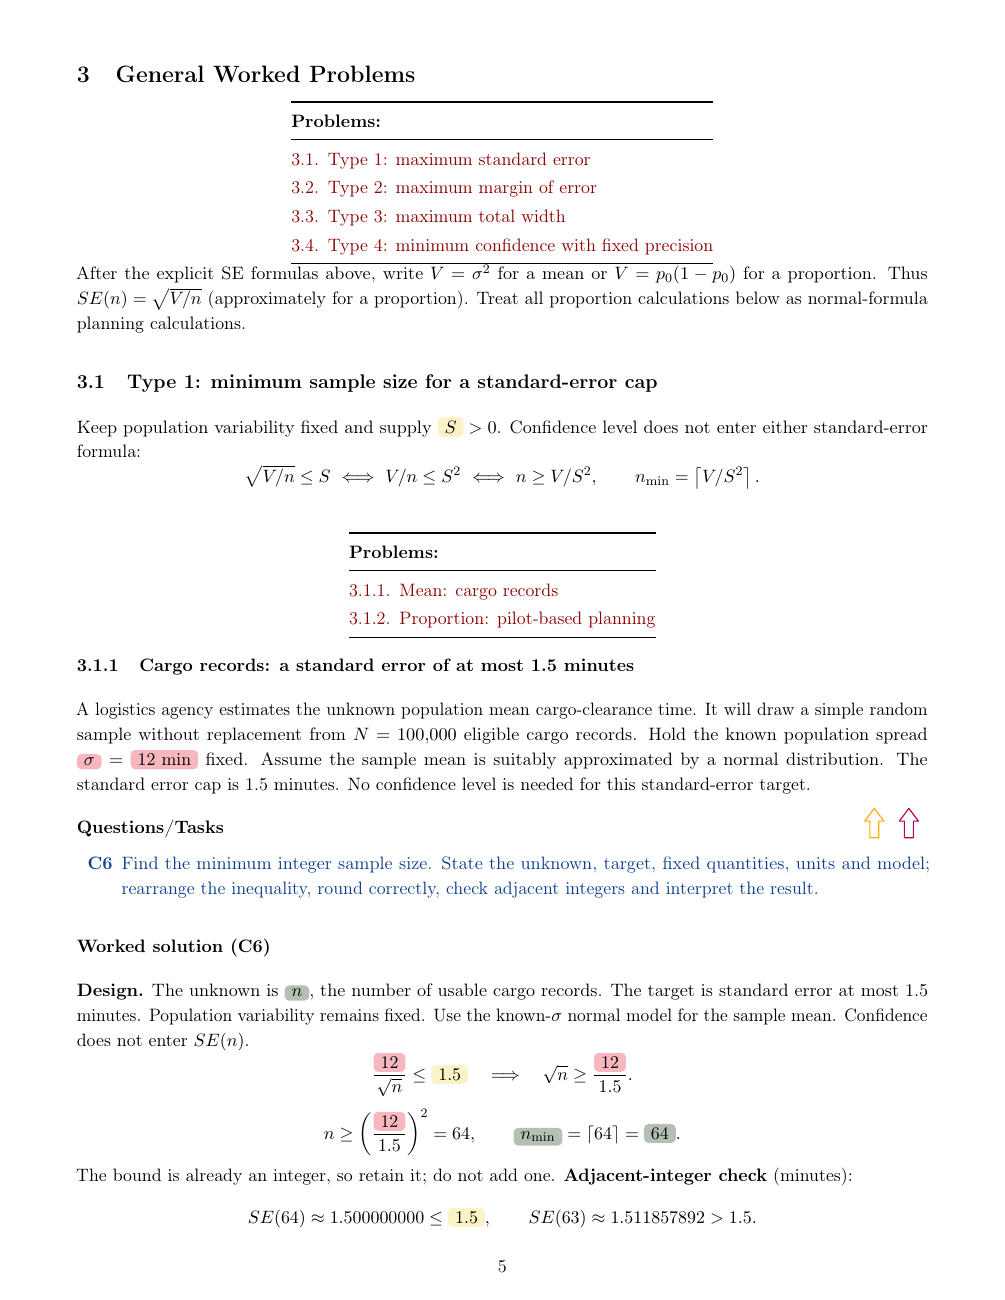 3 General Worked Problems
Problems:
3.1. Type 1: maximum standard error
3.2. Type 2: maximum margin of error
3.3. Type 3: maximum total width
3.4. Type 4: minimum confidence with fixed precision
After the explicit SE formulas above, write V = σ² for a mean or V = p₀(1 − p₀) for a proportion. Thus
SE(n) = √(V/n) (approximately for a proportion). Treat all proportion calculations below as normal-formula
planning calculations.
3.1 Type 1: minimum sample size for a standard-error cap
Keep population variability fixed and supply S > 0. Confidence level does not enter either standard-error
formula:
√(V/n) ≤ S ⟺ V/n ≤ S² ⟺ n ≥ V/S², n_min = ⌈V/S²⌉.
Problems:
3.1.1. Mean: cargo records
3.1.2. Proportion: pilot-based planning
3.1.1 Cargo records: a standard error of at most 1.5 minutes
A logistics agency estimates the unknown population mean cargo-clearance time. It will draw a simple random
sample without replacement from N = 100,000 eligible cargo records. Hold the known population spread
σ = 12 min fixed. Assume the sample mean is suitably approximated by a normal distribution. The
standard error cap is 1.5 minutes. No confidence level is needed for this standard-error target.
Questions/Tasks
C6 Find the minimum integer sample size. State the unknown, target, fixed quantities, units and model;
rearrange the inequality, round correctly, check adjacent integers and interpret the result.
Worked solution (C6)
Design. The unknown is n, the number of usable cargo records. The target is standard error at most 1.5
minutes. Population variability remains fixed. Use the known-σ normal model for the sample mean. Confidence
does not enter SE(n).
12/√n ≤ 1.5 ⟹ √n ≥ 12/1.5.
n ≥ (12/1.5)² = 64, n_min = ⌈64⌉ = 64.
The bound is already an integer, so retain it; do not add one. Adjacent-integer check (minutes):
SE(64) ≈ 1.500000000 ≤ 1.5, SE(63) ≈ 1.511857892 > 1.5.
5